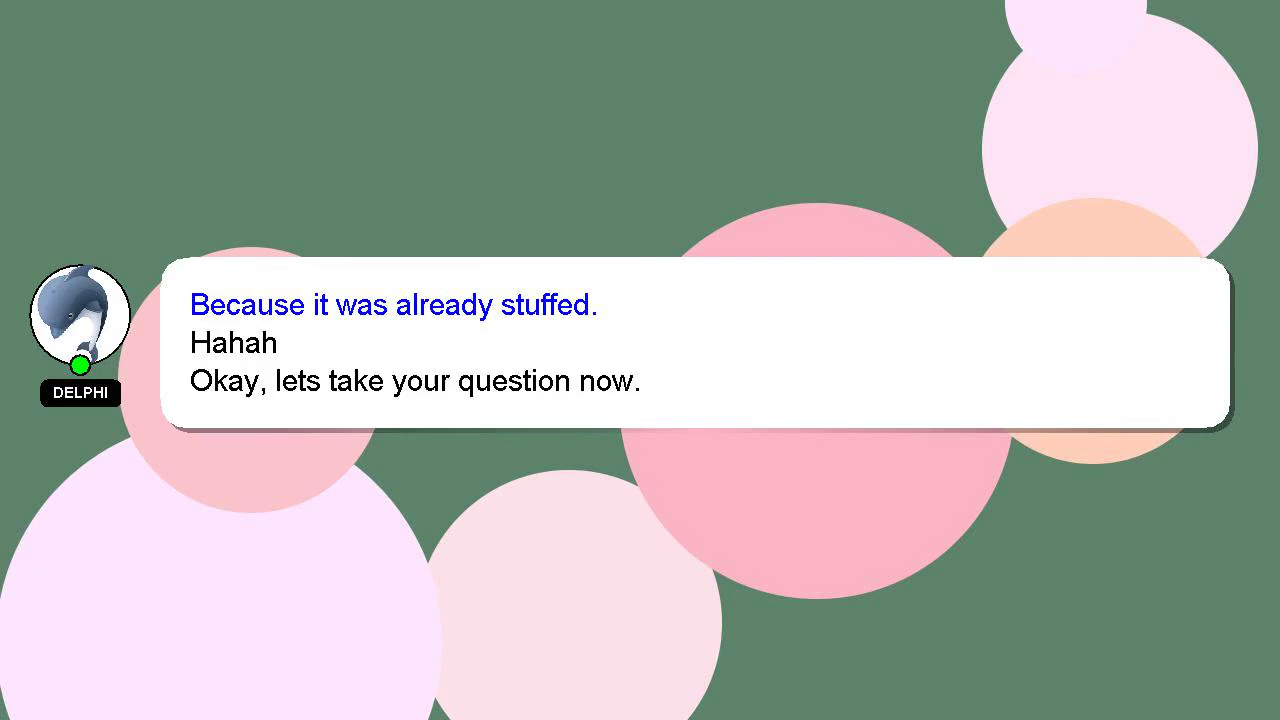 Because it was already stuffed.
Hahah
Okay, lets take your question now.
DELPHI